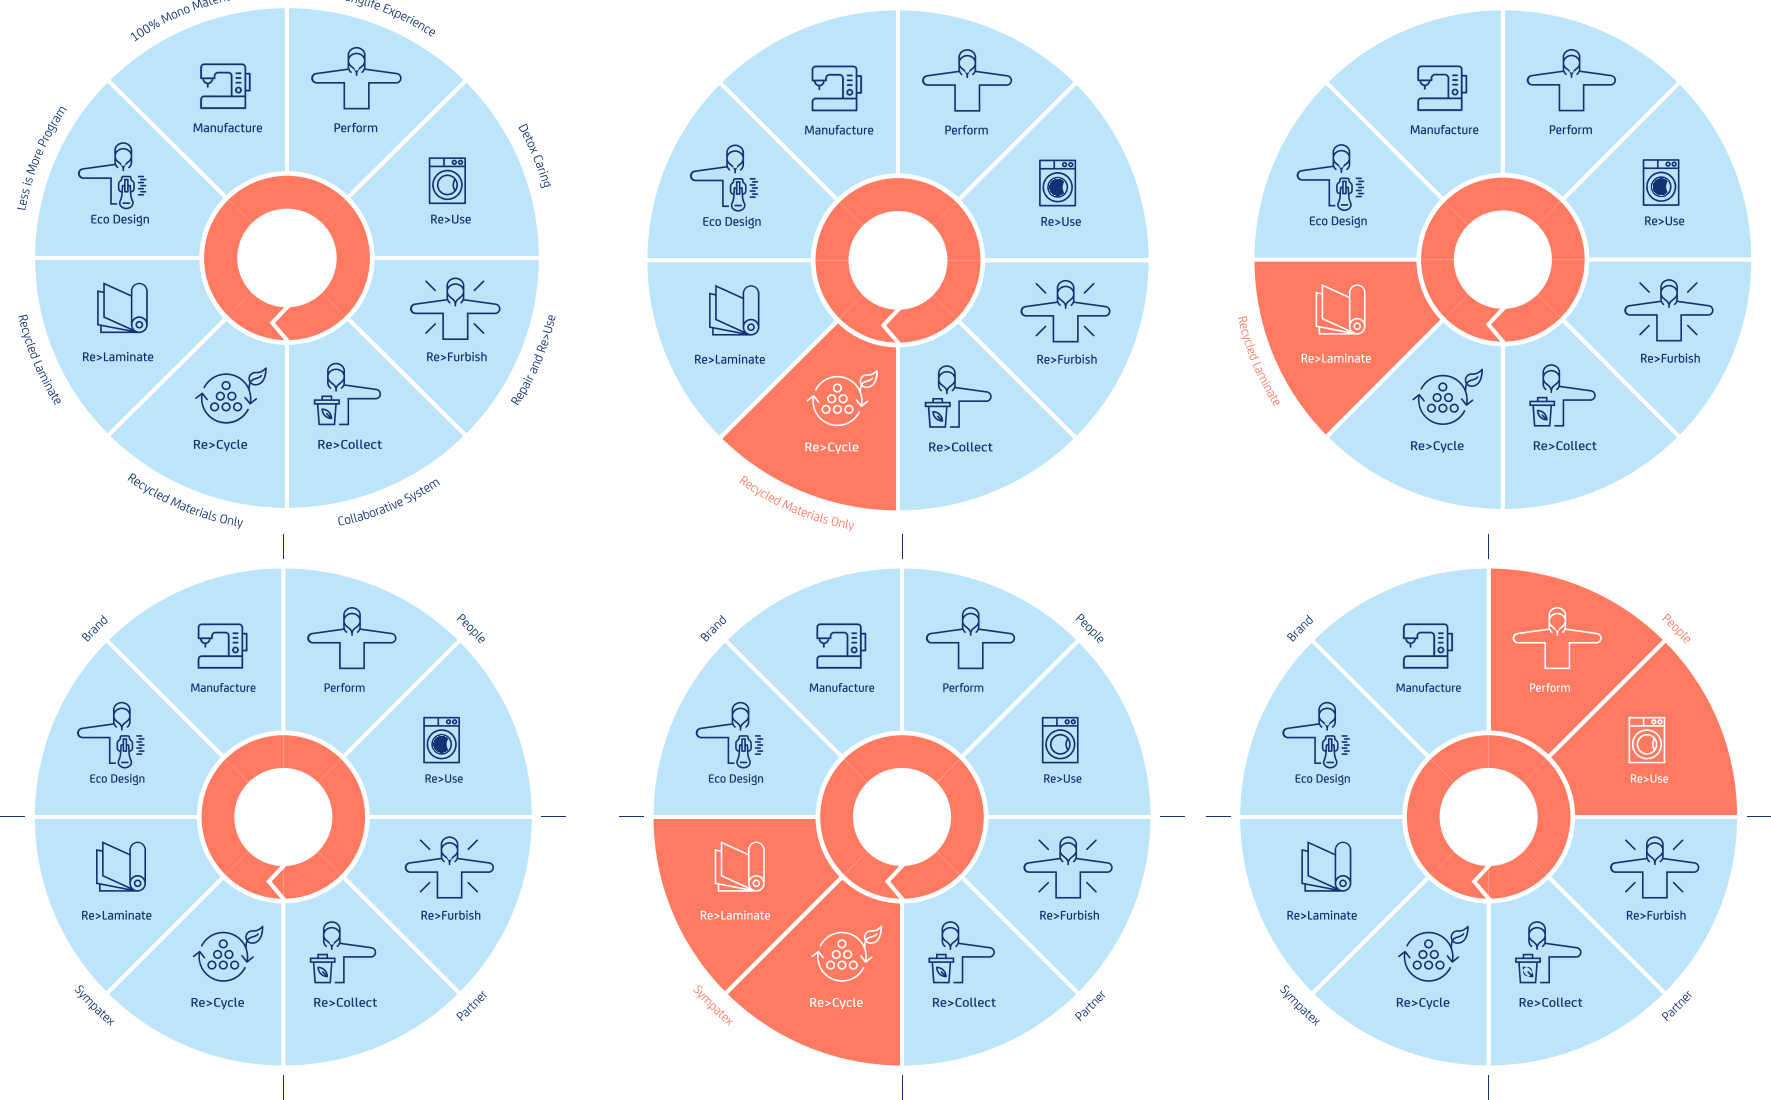 100% Mono Materi
nglife Experience
Less is More Program
Detox Caring
Manufacture
Perform
Eco Design
Re>Use
Re>Laminate
Re>Furbish
Re>Cycle
Re>Collect
Recycled Laminate
Repair and Re>Use
Recycled Materials Only
Collaborative System
Manufacture
Perform
Eco Design
Re>Use
Re>Laminate
Re>Furbish
Re>Cycle
Re>Collect
Recycled Materials Only
Manufacture
Perform
Eco Design
Re>Use
Re>Laminate
Re>Furbish
Re>Cycle
Re>Collect
Recycled Laminate
Brand
People
Manufacture
Perform
Eco Design
Re>Use
Re>Laminate
Re>Furbish
Re>Cycle
Re>Collect
Sympatex
Partner
Brand
People
Manufacture
Perform
Eco Design
Re>Use
Re>Laminate
Re>Furbish
Re>Cycle
Re>Collect
Sympatex
Partner
Brand
People
Manufacture
Perform
Eco Design
Re>Use
Re>Laminate
Re>Furbish
Re>Cycle
Re>Collect
Sympatex
Partner